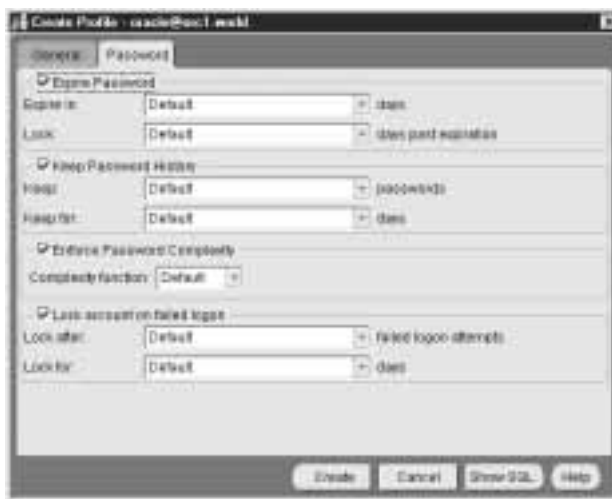 Create Profile - oracle@
General Password
Expire Password
Expire in: Default days
Lock: Default days past expiration
Keep Password History
Keep: Default passwords
Keep for: Default days
Enforce Password Complexity
Complexity function: Default
Lock account on failed logon
Lock after: Default failed logon attempts
Lock for: Default days
Create Cancel Show SQL Help